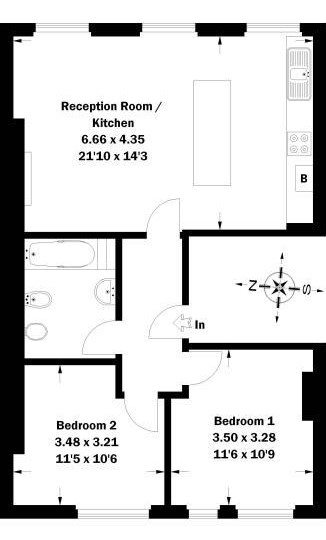 Reception Room /
Kitchen
6.66 x 4.35
21'10 x 14'3
B
N
S
In
Bedroom 2
3.48 x 3.21
11'5 x 10'6
Bedroom 1
3.50 x 3.28
11'6 x 10'9